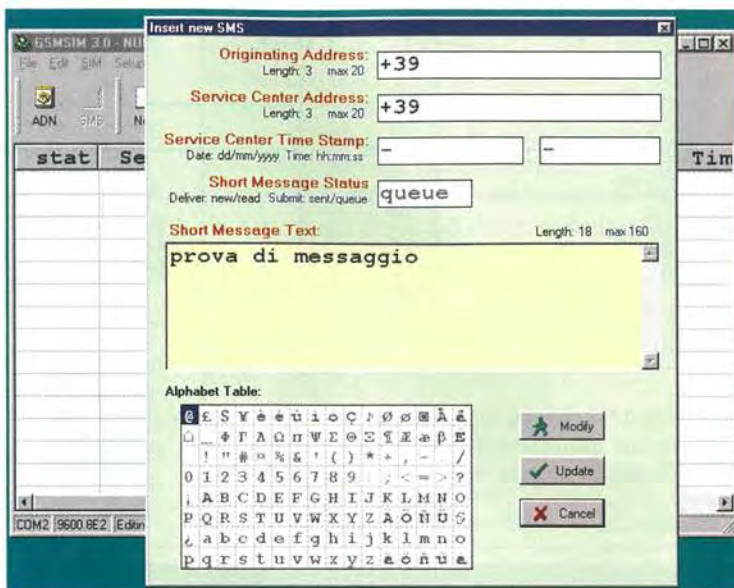 Insert new SMS
GSMSIM 3.0 - NU
File Edit SIM Setup
ADN SMS N
stat Se Tim
Originating Address: +39
Length: 3 max 20
Service Center Address: +39
Length: 3 max 20
Service Center Time Stamp: - -
Date: dd/mm/yyyy Time: hh:mm:ss
Short Message Status queue
Deliver: new/read Submit: sent/queue
Short Message Text: Length: 18 max 160
prova di messaggio
Alphabet Table:
@ £ $ ¥ è é ù ì ò Ç Ø ø Å å
_ Φ Γ Λ Ω Π Ψ Σ Θ Ξ Æ æ β É
! " # ¤ % & ' ( ) * + , - . /
0 1 2 3 4 5 6 7 8 9 : ; < = > ?
¡ A B C D E F G H I J K L M N O
P Q R S T U V W X Y Z Ä Ö Ñ Ü §
¿ a b c d e f g h i j k l m n o
p q r s t u v w x y z ä ö ñ ü à
Modify
Update
Cancel
COM2 9600.8E2 Editin